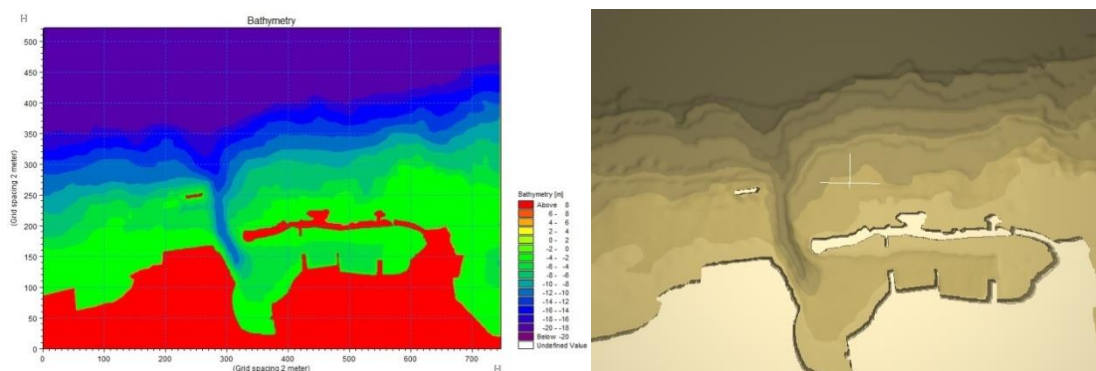 [-]
Bathymetry
500
450
400
350
300
250
200
150
100
50
0
(Grid spacing 2 meter)
0 100 200 300 400 500 600 700
(Grid spacing 2 meter)
[-]
Bathymetry [m]
Above 8
6 - 8
4 - 6
2 - 4
0 - 2
-2 - 0
-4 - -2
-6 - -4
-8 - -6
-10 - -8
-12 - -10
-14 - -12
-16 - -14
-18 - -16
-20 - -18
Below -20
Undefined Value